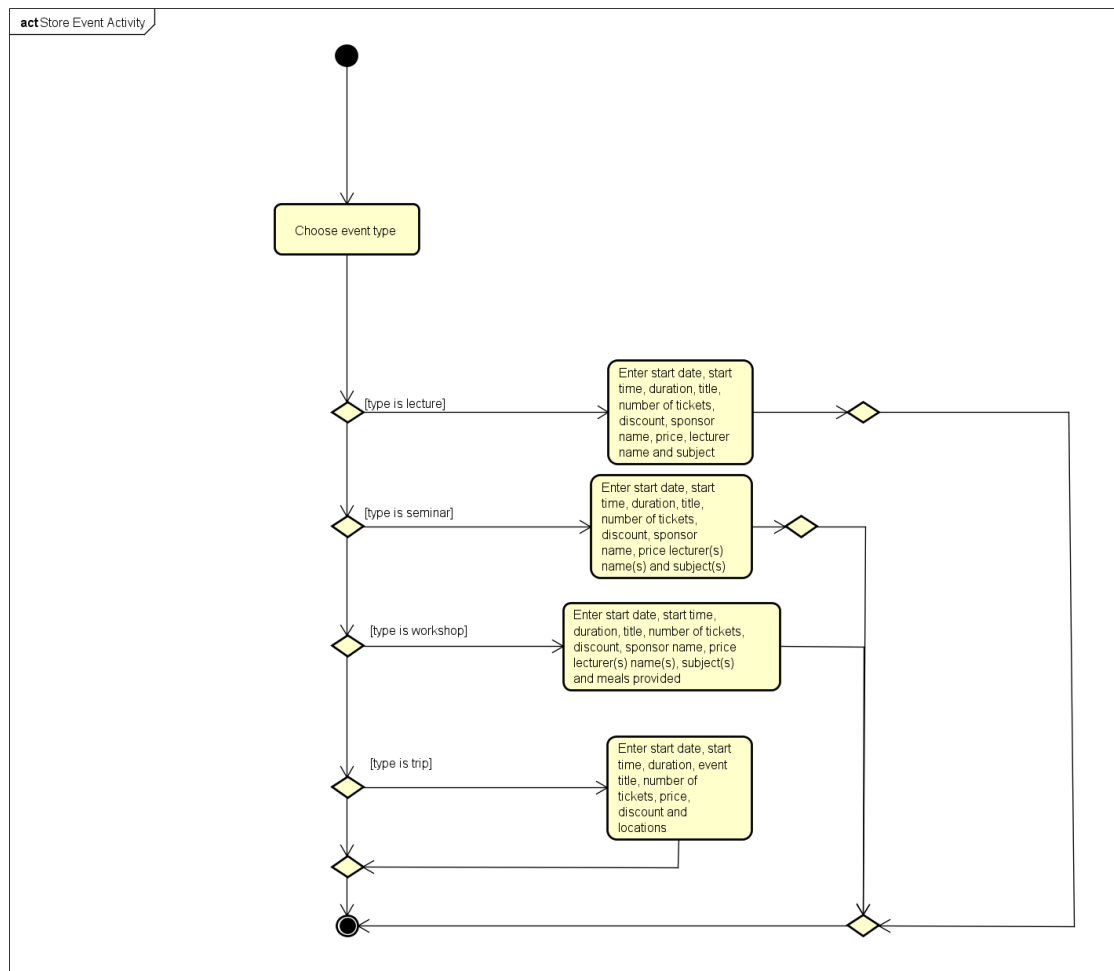 act Store Event Activity
Choose event type
[type is lecture]
Enter start date, start
time, duration, title,
number of tickets,
discount, sponsor
name, price, lecturer
name and subject
[type is seminar]
Enter start date, start
time, duration, title,
number of tickets,
discount, sponsor
name, price lecturer(s)
name(s) and subject(s)
[type is workshop]
Enter start date, start time,
duration, title, number of tickets,
discount, sponsor name, price
lecturer(s) name(s), subject(s)
and meals provided
[type is trip]
Enter start date, start
time, duration, event
title, number of
tickets, price,
discount and
locations